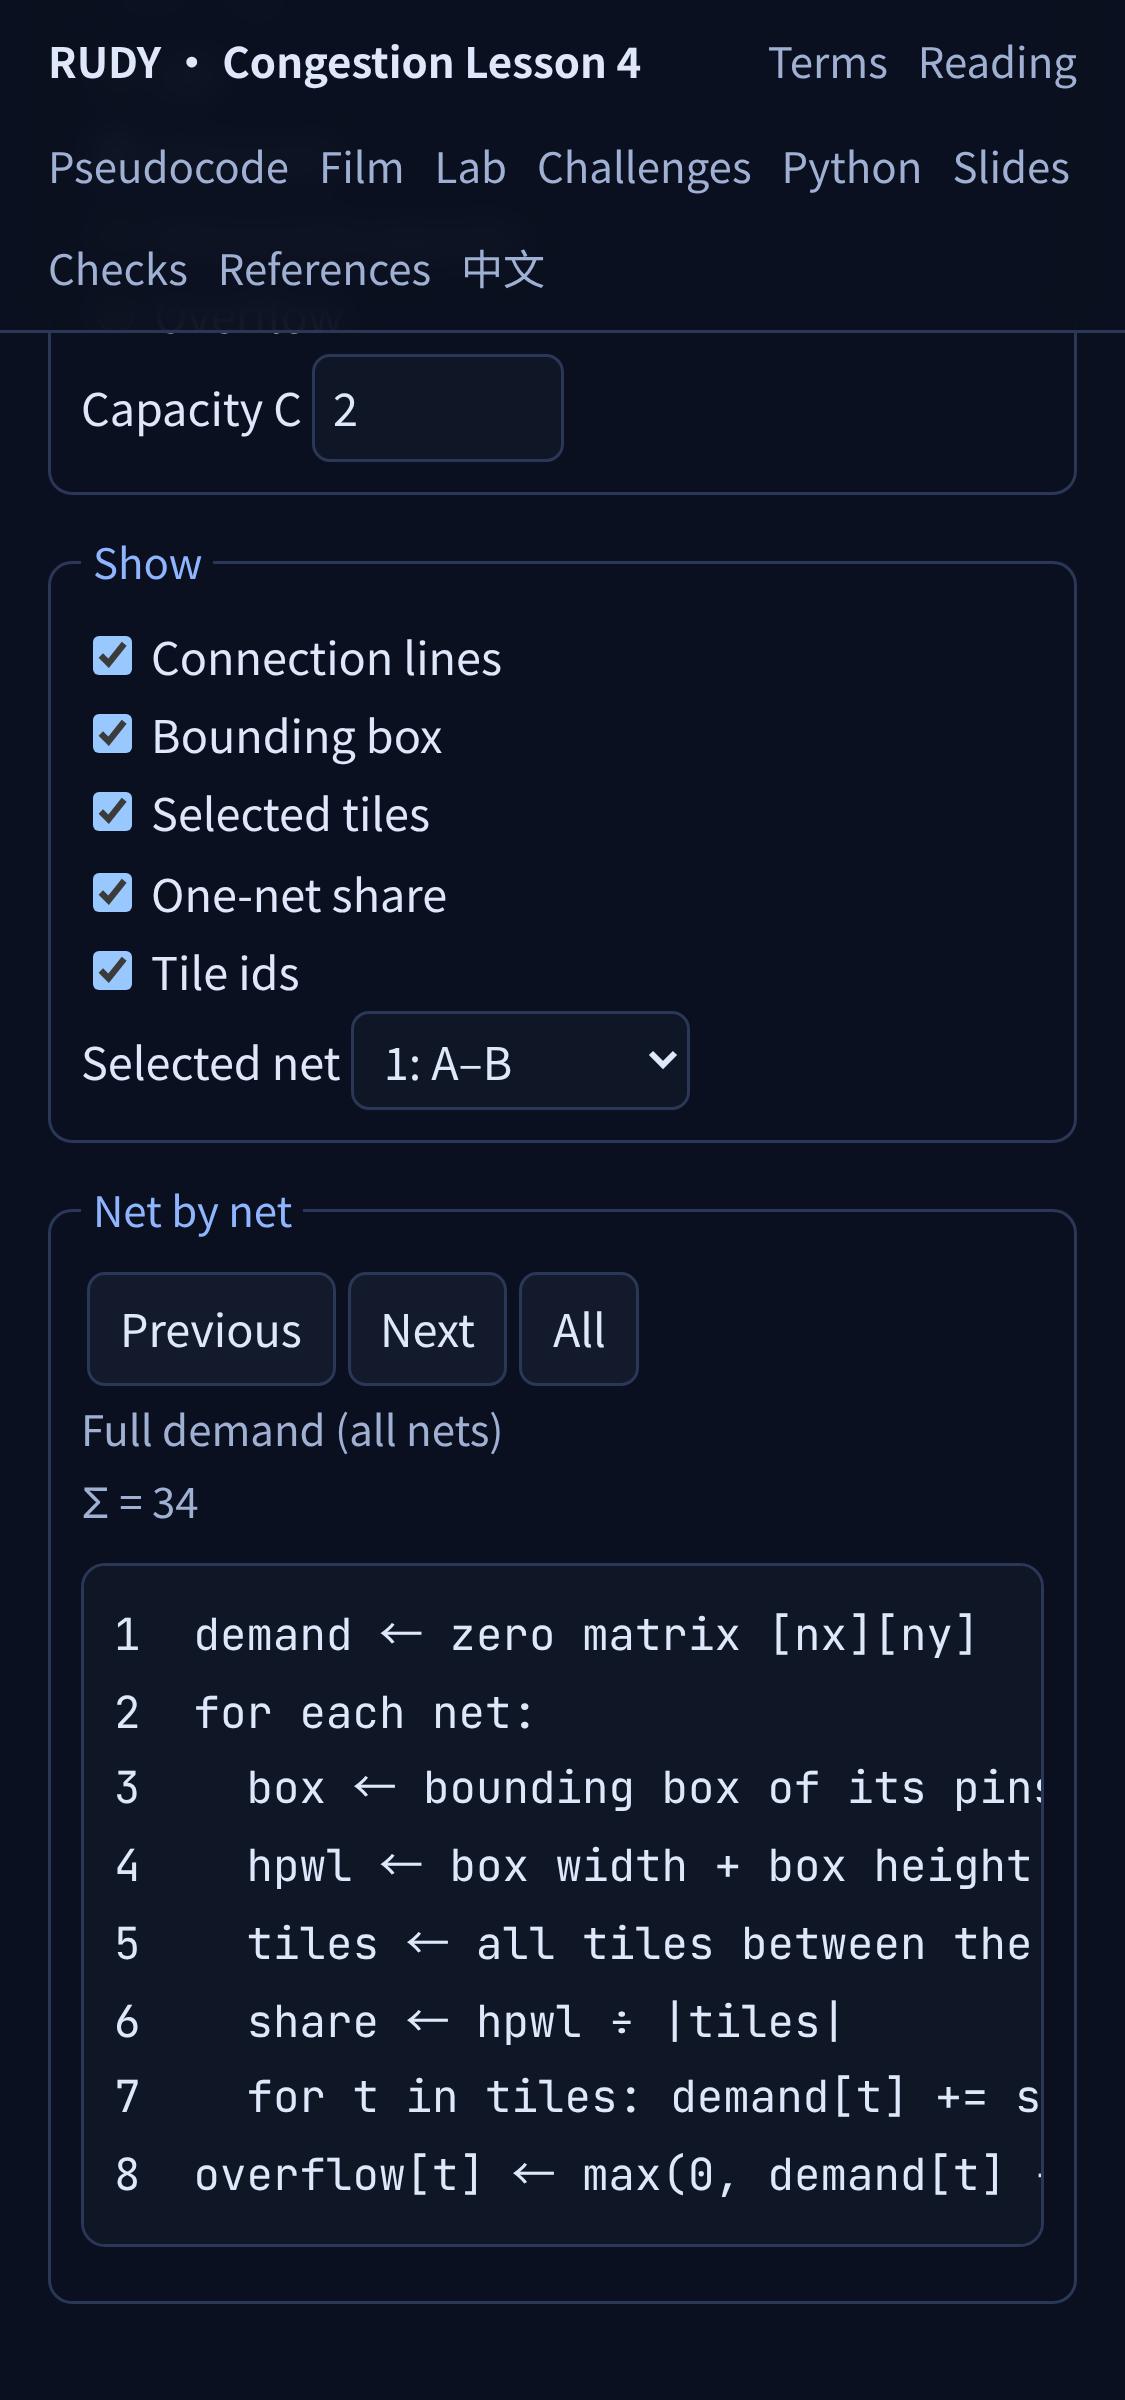 RUDY · Congestion Lesson 4 Terms Reading
Pseudocode Film Lab Challenges Python Slides
Checks References 中文
Overflow
Capacity C 2
Show
Connection lines
Bounding box
Selected tiles
One-net share
Tile ids
Selected net 1: A–B
Net by net
Previous Next All
Full demand (all nets)
Σ = 34
1 demand ← zero matrix [nx][ny]
2 for each net:
3 box ← bounding box of its pins
4 hpwl ← box width + box height
5 tiles ← all tiles between the
6 share ← hpwl ÷ |tiles|
7 for t in tiles: demand[t] += s
8 overflow[t] ← max(0, demand[t]